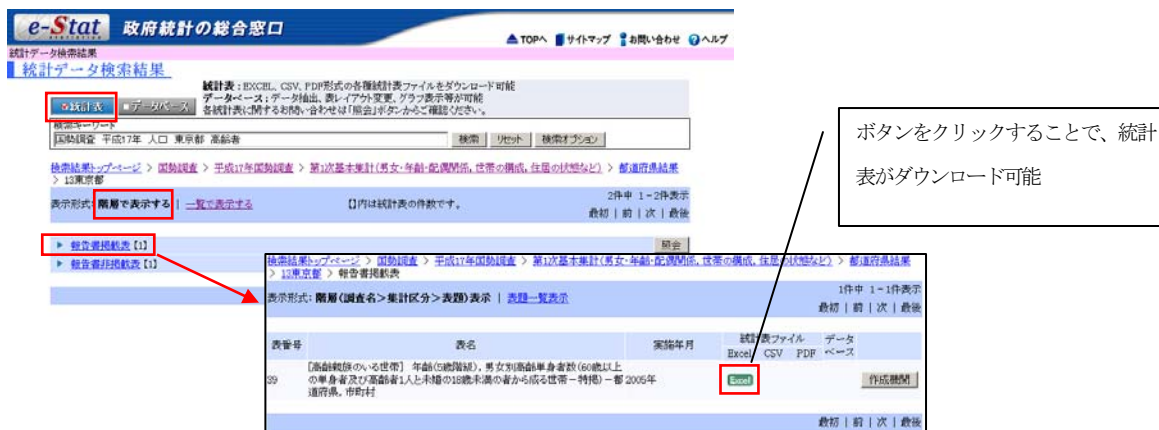 e-Stat 政府統計の総合窓口
▲TOPへ サイトマップ お問い合わせ ヘルプ
統計データ検索結果
統計データ検索結果
統計表：EXCEL, CSV, PDF形式の各種統計表ファイルをダウンロード可能
統計表 データベース データベース：データ抽出、表レイアウト変更、グラフ表示等が可能
各統計表に関するお問い合わせは「照会」ボタンからご確認ください。
検索キーワード
国勢調査 平成17年 人口 東京都 高齢者 検索 リセット 検索オプション
検索結果トップページ > 国勢調査 > 平成17年国勢調査 > 第1次基本集計(男女・年齢・配偶関係, 世帯の構成, 住居の状態など) > 都道府県結果
> 13東京都
2件中 1-2件表示
表示形式: 階層で表示する | 一覧で表示する 【】内は統計表の件数です。
最初 | 前 | 次 | 最後
報告書掲載表【1】 照会
報告書非掲載表【1】
ボタンをクリックすることで、統計
表がダウンロード可能
検索結果トップページ > 国勢調査 > 平成17年国勢調査 > 第1次基本集計(男女・年齢・配偶関係, 世帯の構成, 住居の状態など) > 都道府県結果
> 13東京都 > 報告書掲載表
1件中 1-1件表示
表示形式: 階層(調査名>集計区分>表題)表示 | 表題一覧表示
最初 | 前 | 次 | 最後
表番号 表名 実施年月 統計表ファイル データベース
Excel CSV PDF
[高齢親族のいる世帯] 年齢(5歳階級), 男女別高齢単身者数(60歳以上
39 の単身者及び高齢者1人と未婚の18歳未満の者から成る世帯－特掲)－都 2005年 Excel 作成機関
道府県, 市町村
最初 | 前 | 次 | 最後